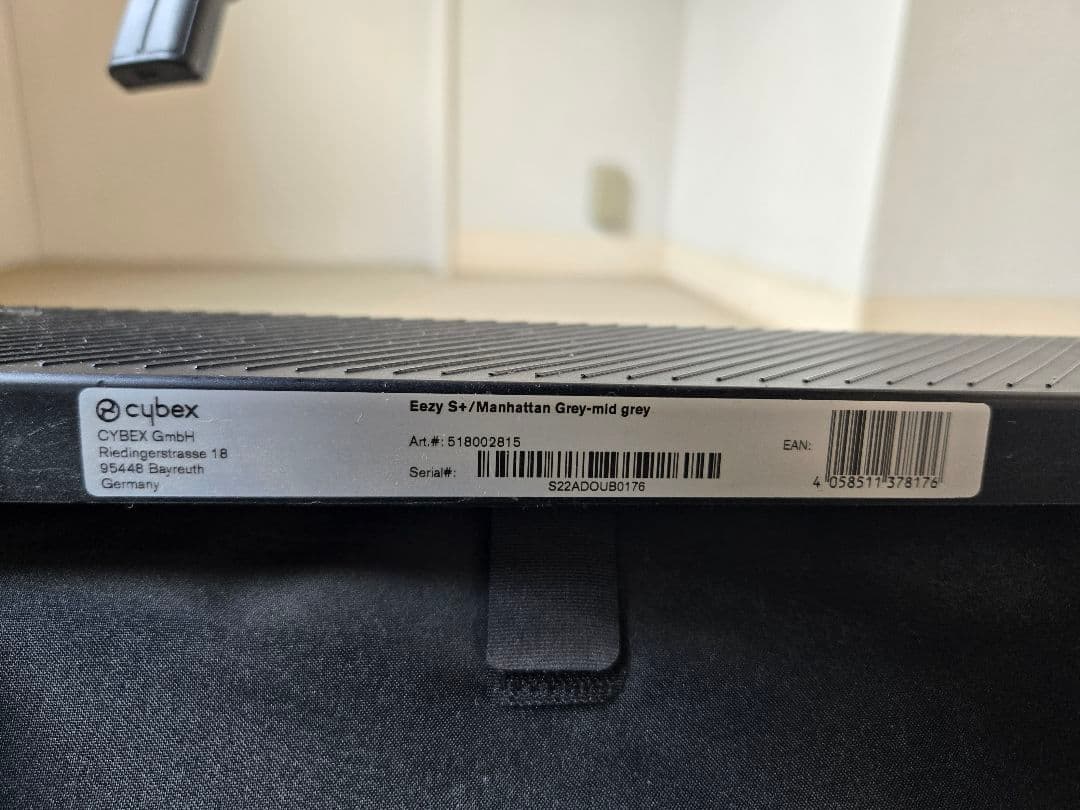 cybex
CYBEX GmbH
Riedingerstrasse 18
95448 Bayreuth
Germany
Eezy S+/Manhattan Grey-mid grey
Art.#: 518002815
Serial#:
S22ADOUB0176
EAN:
4 058511 378176